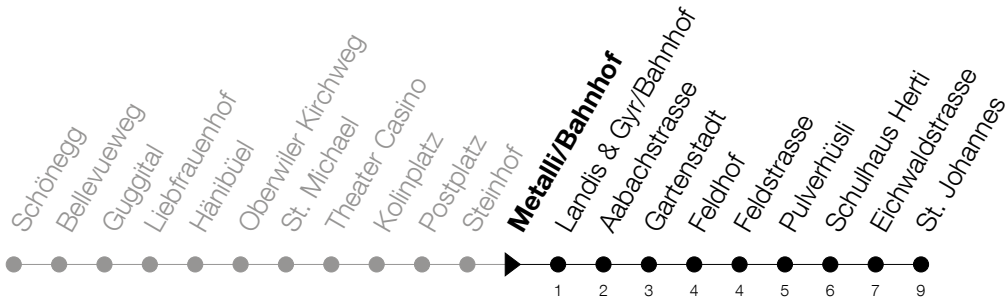 Schönegg
Bellevueweg
Guggital
Liebfrauenhof
Hänibüel
Oberwiler Kirchweg
St. Michael
Theater Casino
Kolinplatz
Postplatz
Steinhof
Metalli/Bahnhof
Landis & Gyr/Bahnhof
Aabachstrasse
Gartenstadt
Feldhof
Feldstrasse
Pulverhüsli
Schulhaus Herti
Eichwaldstrasse
St. Johannes
1 2 3 4 4 5 6 7 9